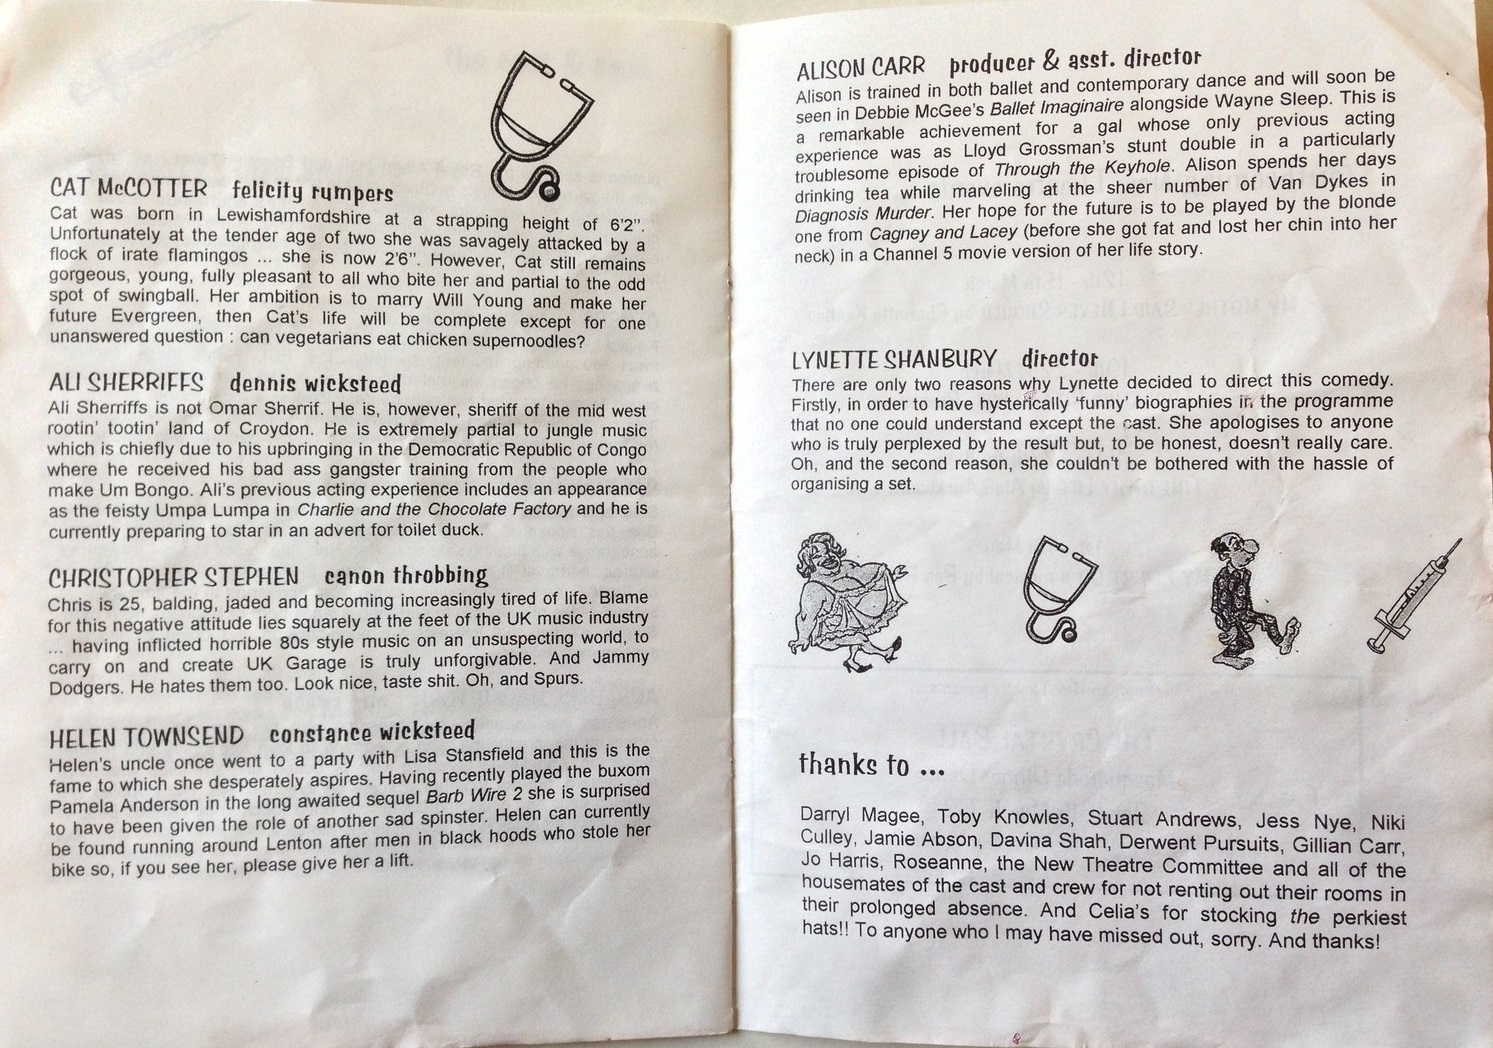 CAT McCOTTER felicity rumpers
Cat was born in Lewishamfordshire at a strapping height of 6'2".
Unfortunately at the tender age of two she was savagely attacked by a
flock of irate flamingos ... she is now 2'6". However, Cat still remains
gorgeous, young, fully pleasant to all who bite her and partial to the odd
spot of swingball. Her ambition is to marry Will Young and make her
future Evergreen, then Cat's life will be complete except for one
unanswered question : can vegetarians eat chicken supernoodles?
ALI SHERRIFFS dennis wicksteed
Ali Sherriffs is not Omar Sherrif. He is, however, sheriff of the mid west
rootin' tootin' land of Croydon. He is extremely partial to jungle music
which is chiefly due to his upbringing in the Democratic Republic of Congo
where he received his bad ass gangster training from the people who
make Um Bongo. Ali's previous acting experience includes an appearance
as the feisty Umpa Lumpa in Charlie and the Chocolate Factory and he is
currently preparing to star in an advert for toilet duck.
CHRISTOPHER STEPHEN canon throbbing
Chris is 25, balding, jaded and becoming increasingly tired of life. Blame
for this negative attitude lies squarely at the feet of the UK music industry
... having inflicted horrible 80s style music on an unsuspecting world, to
carry on and create UK Garage is truly unforgivable. And Jammy
Dodgers. He hates them too. Look nice, taste shit. Oh, and Spurs.
HELEN TOWNSEND constance wicksteed
Helen's uncle once went to a party with Lisa Stansfield and this is the
fame to which she desperately aspires. Having recently played the buxom
Pamela Anderson in the long awaited sequel Barb Wire 2 she is surprised
to have been given the role of another sad spinster. Helen can currently
be found running around Lenton after men in black hoods who stole her
bike so, if you see her, please give her a lift.
ALISON CARR producer & asst. director
Alison is trained in both ballet and contemporary dance and will soon be
seen in Debbie McGee's Ballet Imaginaire alongside Wayne Sleep. This is
a remarkable achievement for a gal whose only previous acting
experience was as Lloyd Grossman's stunt double in a particularly
troublesome episode of Through the Keyhole. Alison spends her days
drinking tea while marveling at the sheer number of Van Dykes in
Diagnosis Murder. Her hope for the future is to be played by the blonde
one from Cagney and Lacey (before she got fat and lost her chin into her
neck) in a Channel 5 movie version of her life story.
LYNETTE SHANBURY director
There are only two reasons why Lynette decided to direct this comedy.
Firstly, in order to have hysterically 'funny' biographies in the programme
that no one could understand except the cast. She apologises to anyone
who is truly perplexed by the result but, to be honest, doesn't really care.
Oh, and the second reason, she couldn't be bothered with the hassle of
organising a set.
thanks to ...
Darryl Magee, Toby Knowles, Stuart Andrews, Jess Nye, Niki
Culley, Jamie Abson, Davina Shah, Derwent Pursuits, Gillian Carr,
Jo Harris, Roseanne, the New Theatre Committee and all of the
housemates of the cast and crew for not renting out their rooms in
their prolonged absence. And Celia's for stocking the perkiest
hats!! To anyone who I may have missed out, sorry. And thanks!